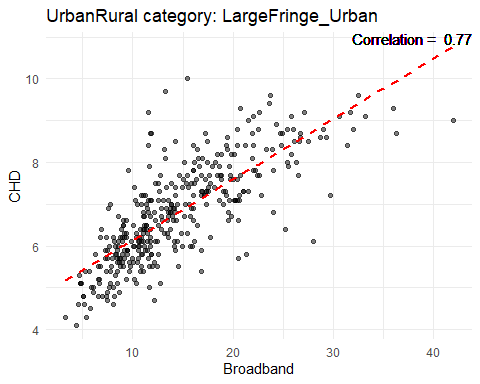 UrbanRural category: LargeFringe_Urban
Correlation = 0.77
CHD
10
8
6
4
10
20
30
40
Broadband